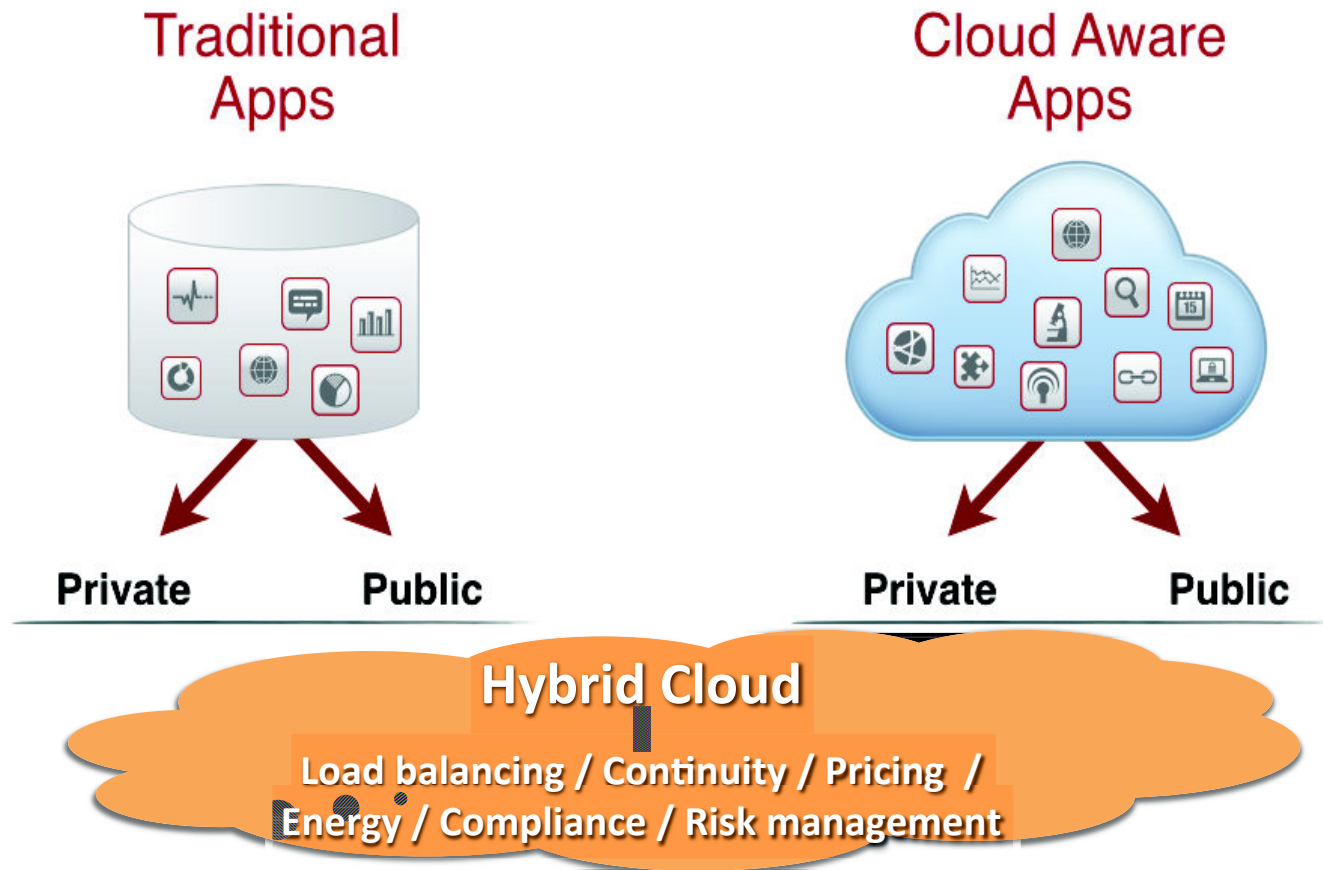 Traditional
Apps
Cloud Aware
Apps
15
Private Public
Private Public
Hybrid Cloud
Load balancing / Continuity / Pricing /
Energy / Compliance / Risk management